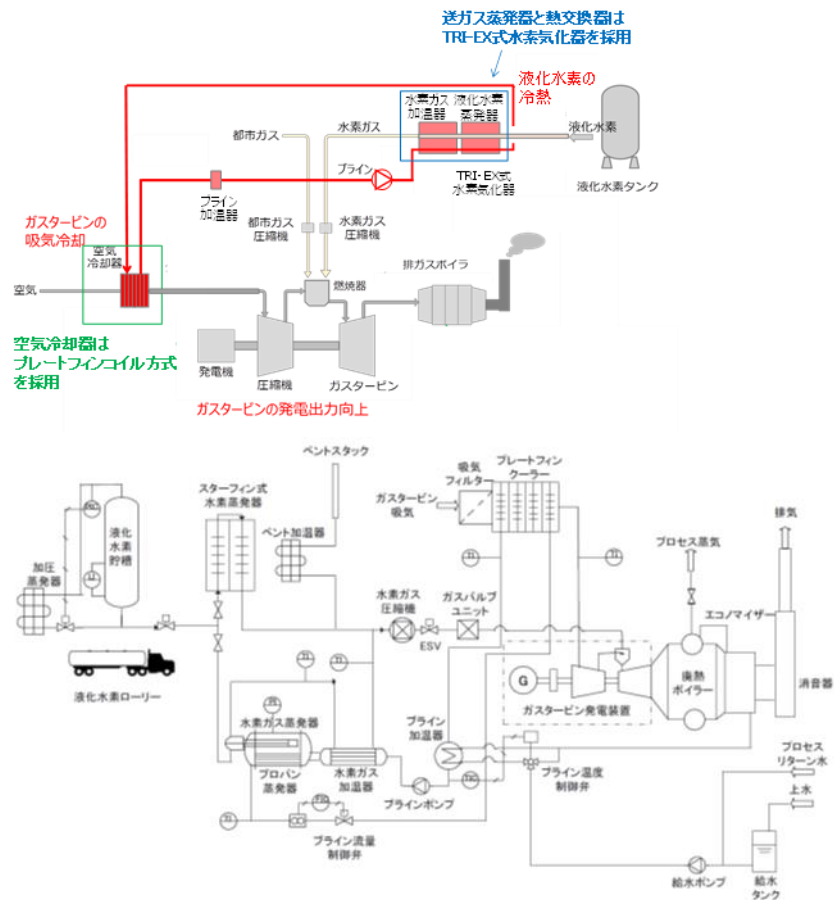 送ガス蒸発器と熱交換器は
TRI-EX式水素気化器を採用
液化水素の
冷熱
水素ガス
加温器
液化水素
蒸発器
都市ガス
水素ガス
液化水素
ブライン
TRI-EX式
水素気化器
液化水素タンク
ブライン
加温器
都市ガス
圧縮機
水素ガス
圧縮機
ガスタービンの
吸気冷却
空気
冷却器
排ガスボイラ
空気
燃焼器
空気冷却器は
プレートフィンコイル方式
を採用
発電機
圧縮機
ガスタービン
ガスタービンの発電出力向上
ベントスタック
スターフィン式
水素蒸発器
吸気
フィルター
プレートフィン
クーラー
ガスタービン
吸気
排気
液化
水素
貯槽
ベント加温器
プロセス蒸気
加圧
蒸発器
水素ガス
圧縮機
ガスバルブ
ユニット
エコノマイザー
ESV
液化水素ローリー
G
廃熱
ボイラー
消音器
ガスタービン発電装置
水素ガス蒸発器
ブライン
加温器
プロパン
蒸発器
水素ガス
加温器
ブラインポンプ
ブライン温度
制御弁
プロセス
リターン水
上水
ブライン流量
制御弁
給水ポンプ
給水
タンク